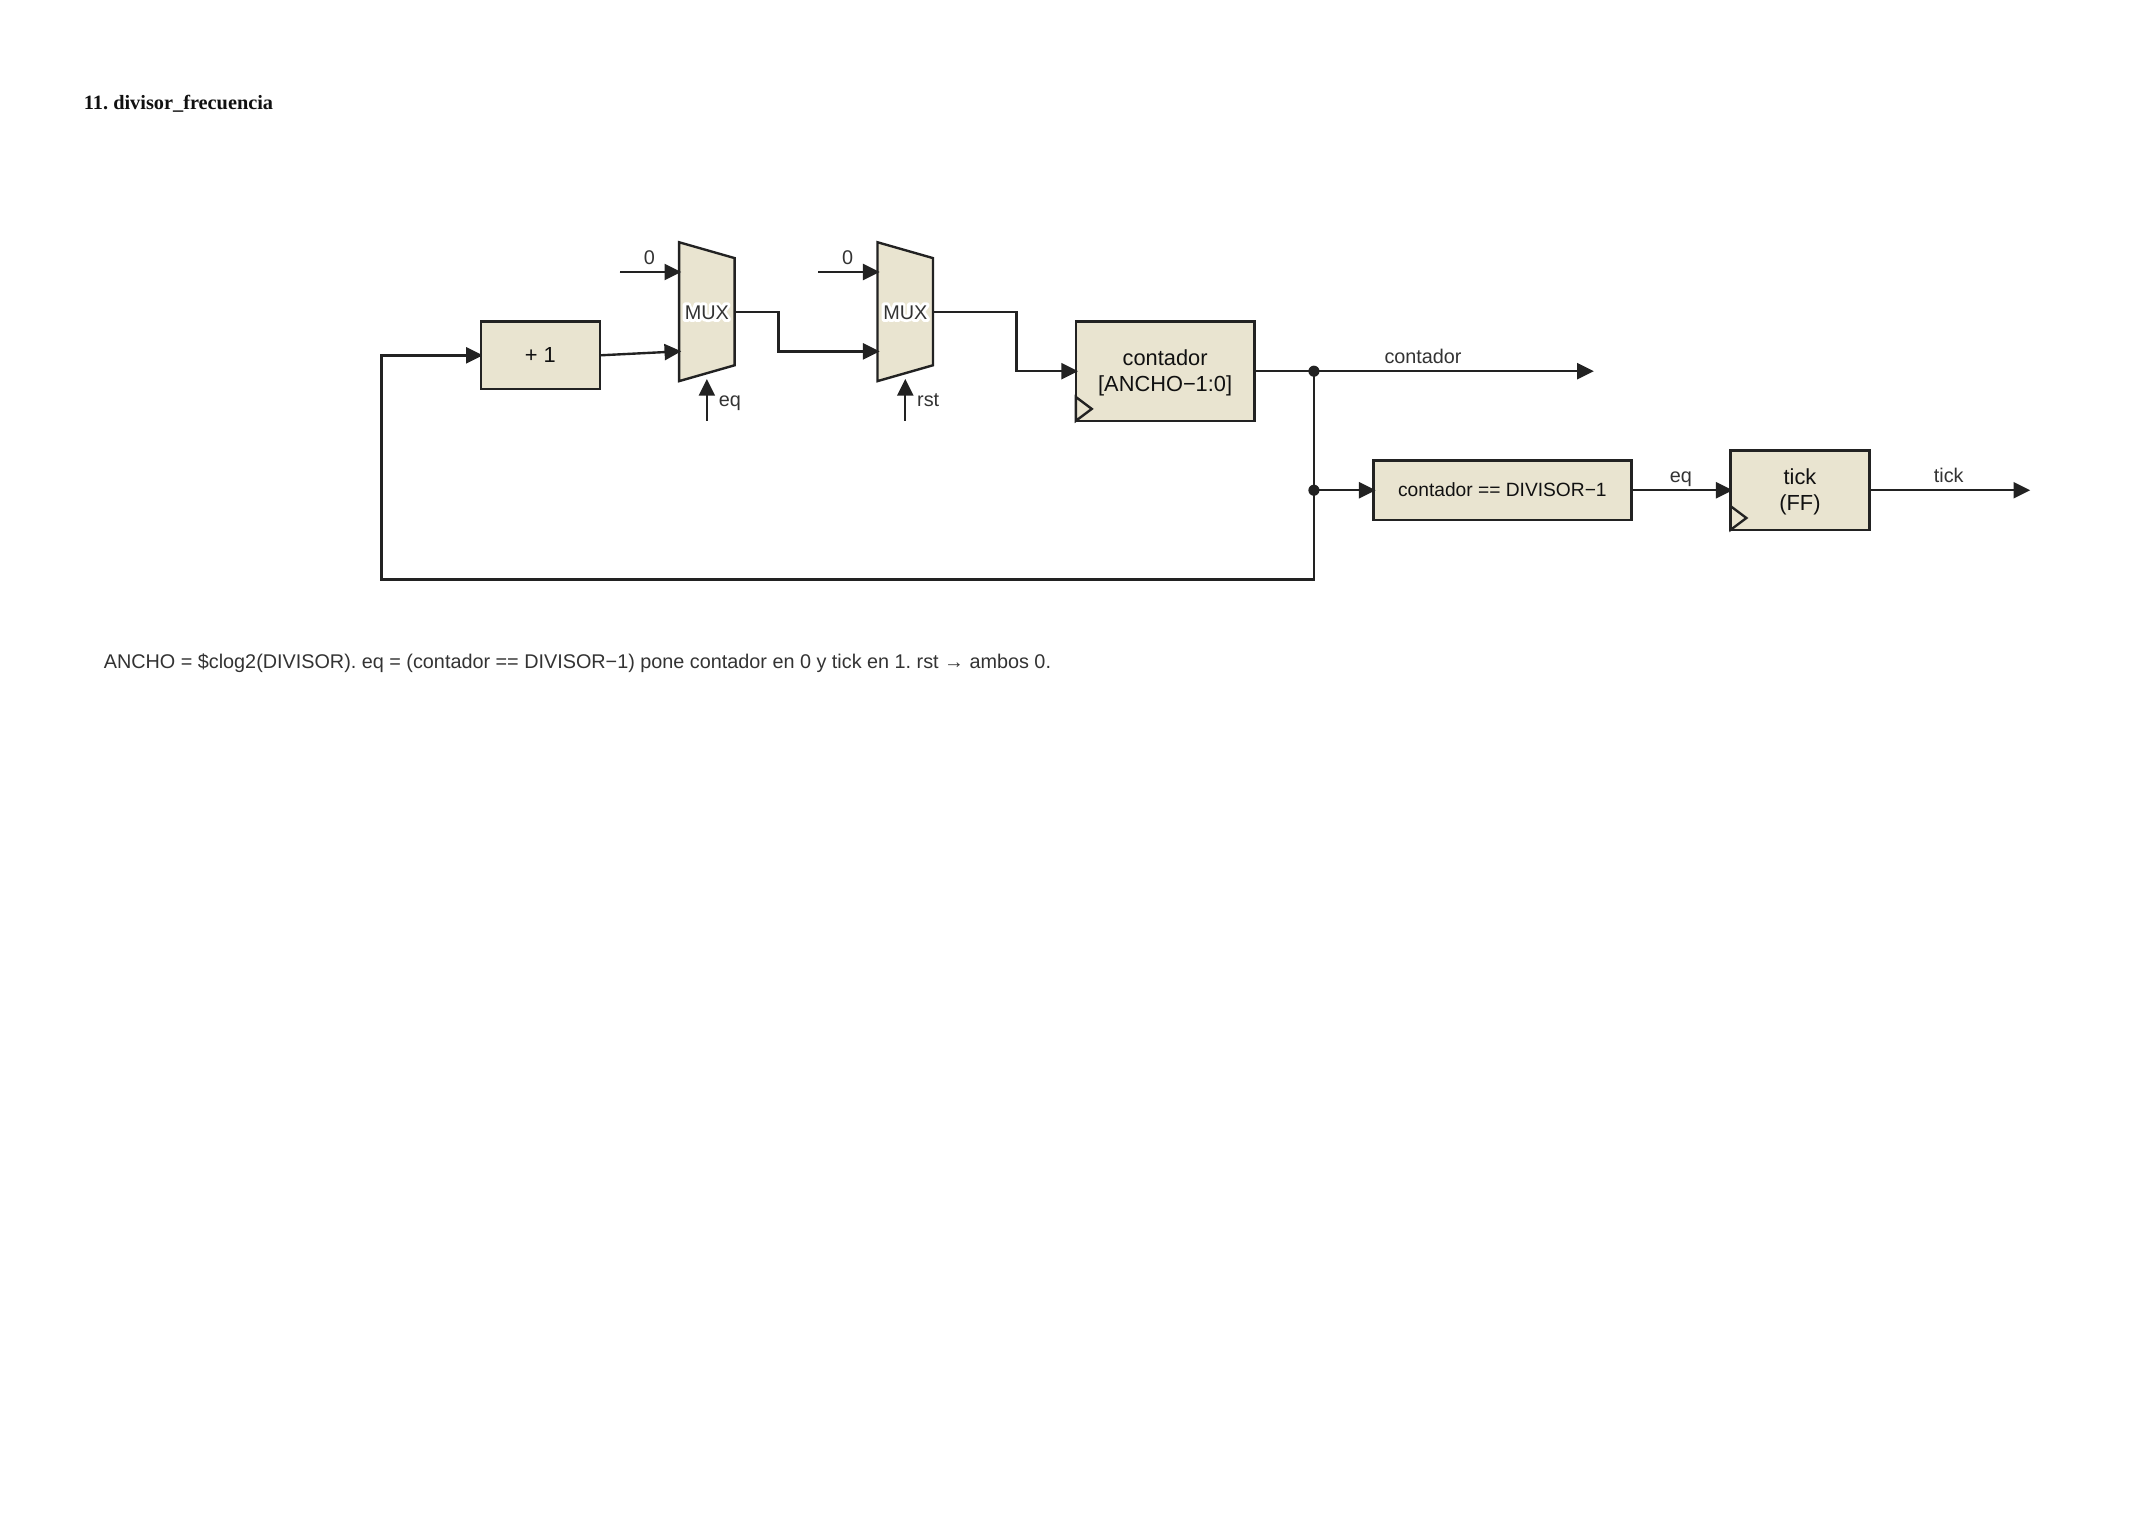 11. divisor_frecuencia
0
0
MUX
MUX
+ 1
contador
[ANCHO−1:0]
contador
eq
rst
contador == DIVISOR−1
eq
tick
(FF)
tick
ANCHO = $clog2(DIVISOR). eq = (contador == DIVISOR−1) pone contador en 0 y tick en 1. rst → ambos 0.